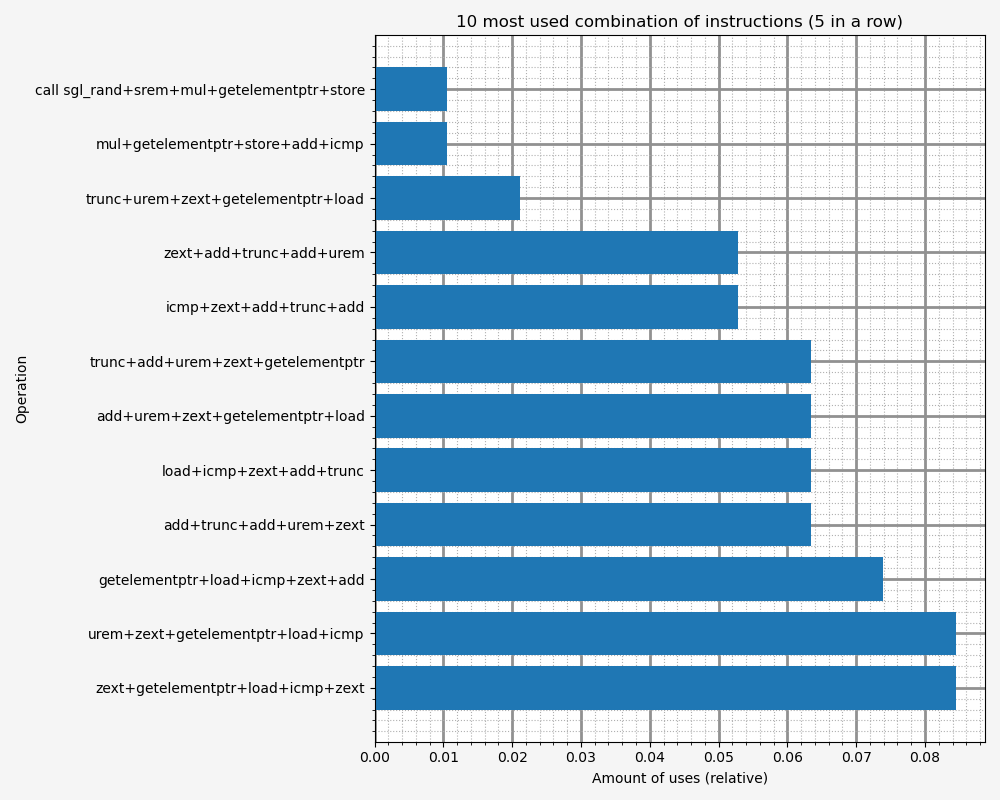 10 most used combination of instructions (5 in a row)
call sgl_rand+srem+mul+getelementptr+store
mul+getelementptr+store+add+icmp
trunc+urem+zext+getelementptr+load
zext+add+trunc+add+urem
icmp+zext+add+trunc+add
trunc+add+urem+zext+getelementptr
add+urem+zext+getelementptr+load
load+icmp+zext+add+trunc
add+trunc+add+urem+zext
getelementptr+load+icmp+zext+add
urem+zext+getelementptr+load+icmp
zext+getelementptr+load+icmp+zext
Operation
0.00 0.01 0.02 0.03 0.04 0.05 0.06 0.07 0.08
Amount of uses (relative)